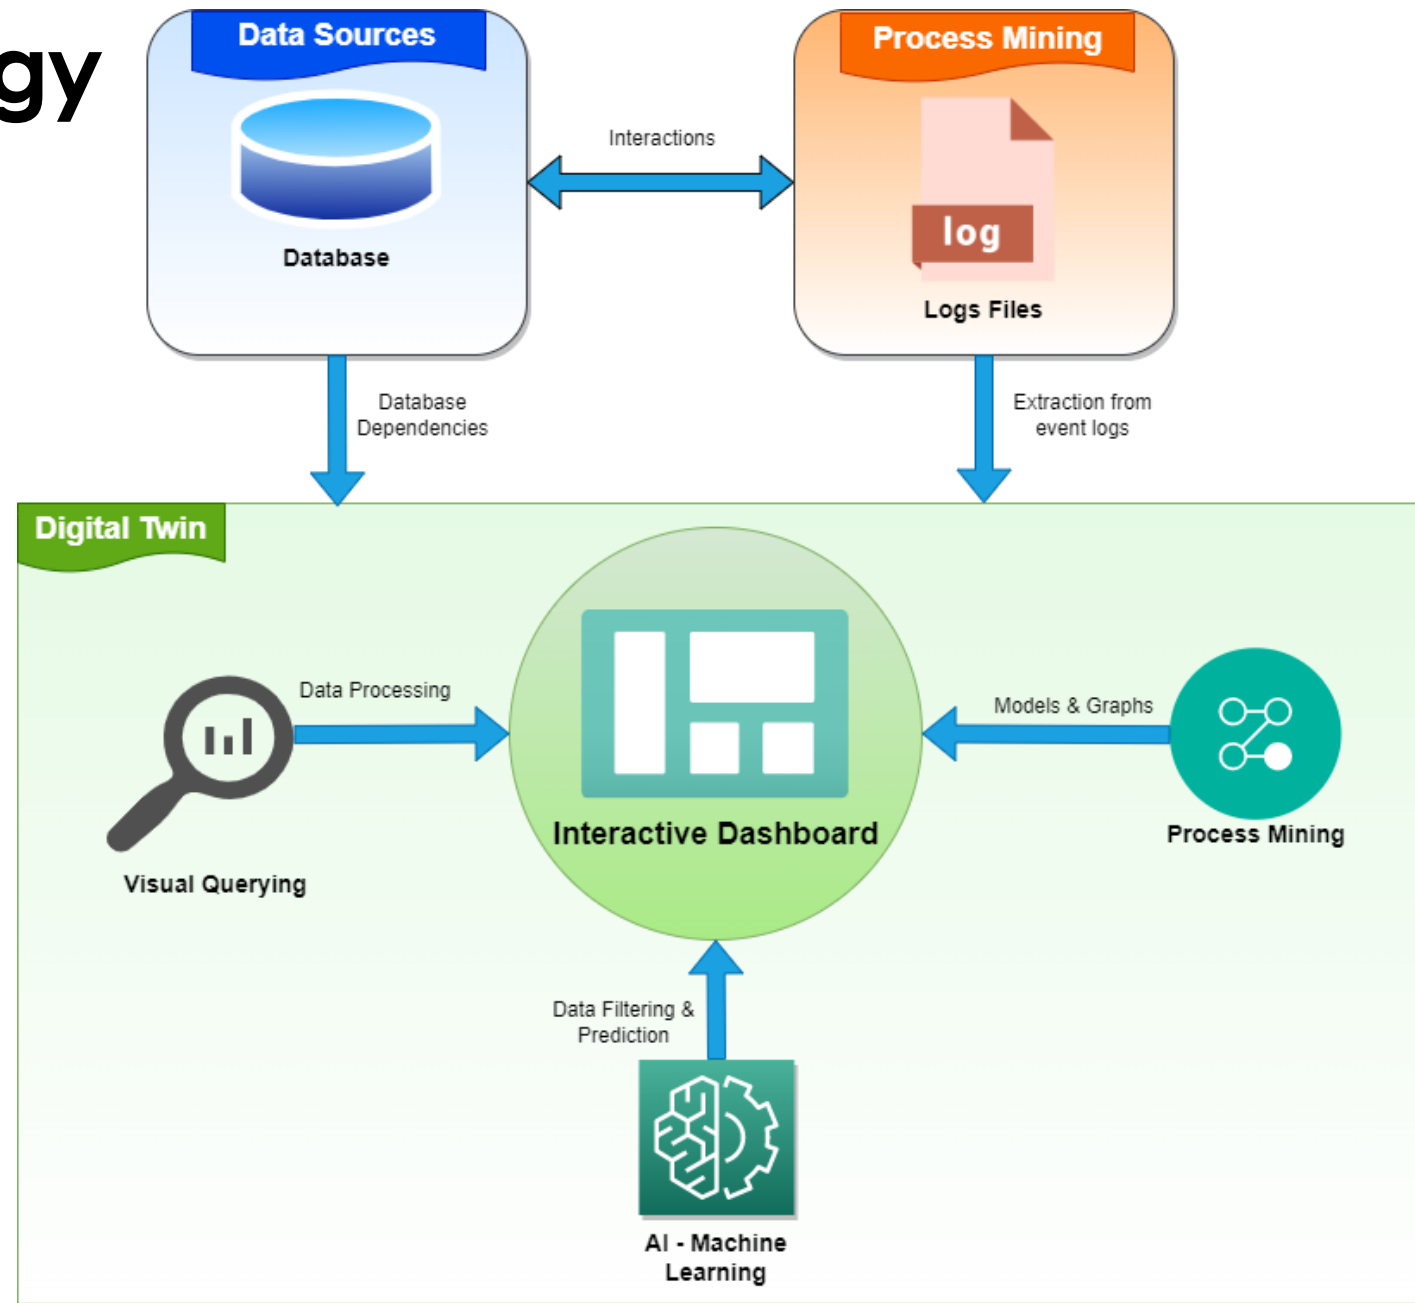 gy
Data Sources
Process Mining
Interactions
log
Database
Logs Files
Database
Dependencies
Extraction from
event logs
Digital Twin
Data Processing
Models & Graphs
Interactive Dashboard
Process Mining
Visual Querying
Data Filtering &
Prediction
AI - Machine
Learning